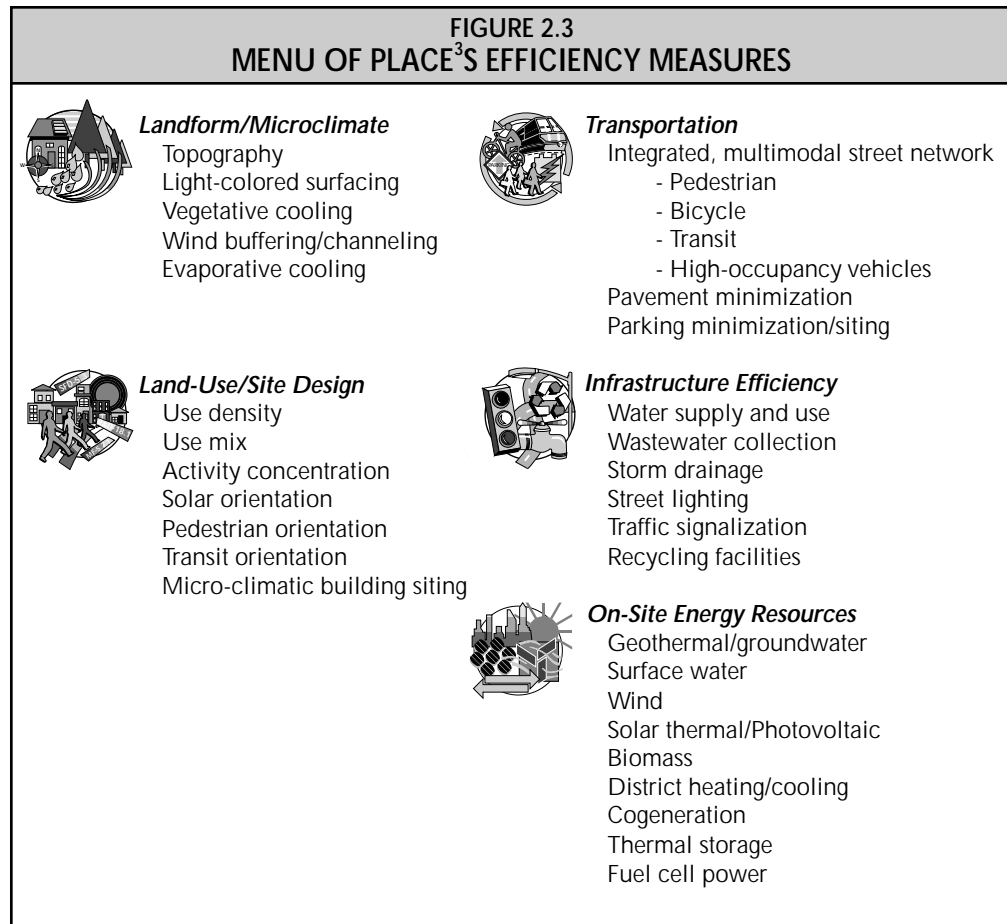 FIGURE 2.3
MENU OF PLACE³S EFFICIENCY MEASURES
Landform/Microclimate
Topography
Light-colored surfacing
Vegetative cooling
Wind buffering/channeling
Evaporative cooling
Land-Use/Site Design
Use density
Use mix
Activity concentration
Solar orientation
Pedestrian orientation
Transit orientation
Micro-climatic building siting
Transportation
Integrated, multimodal street network
- Pedestrian
- Bicycle
- Transit
- High-occupancy vehicles
Pavement minimization
Parking minimization/siting
Infrastructure Efficiency
Water supply and use
Wastewater collection
Storm drainage
Street lighting
Traffic signalization
Recycling facilities
On-Site Energy Resources
Geothermal/groundwater
Surface water
Wind
Solar thermal/Photovoltaic
Biomass
District heating/cooling
Cogeneration
Thermal storage
Fuel cell power